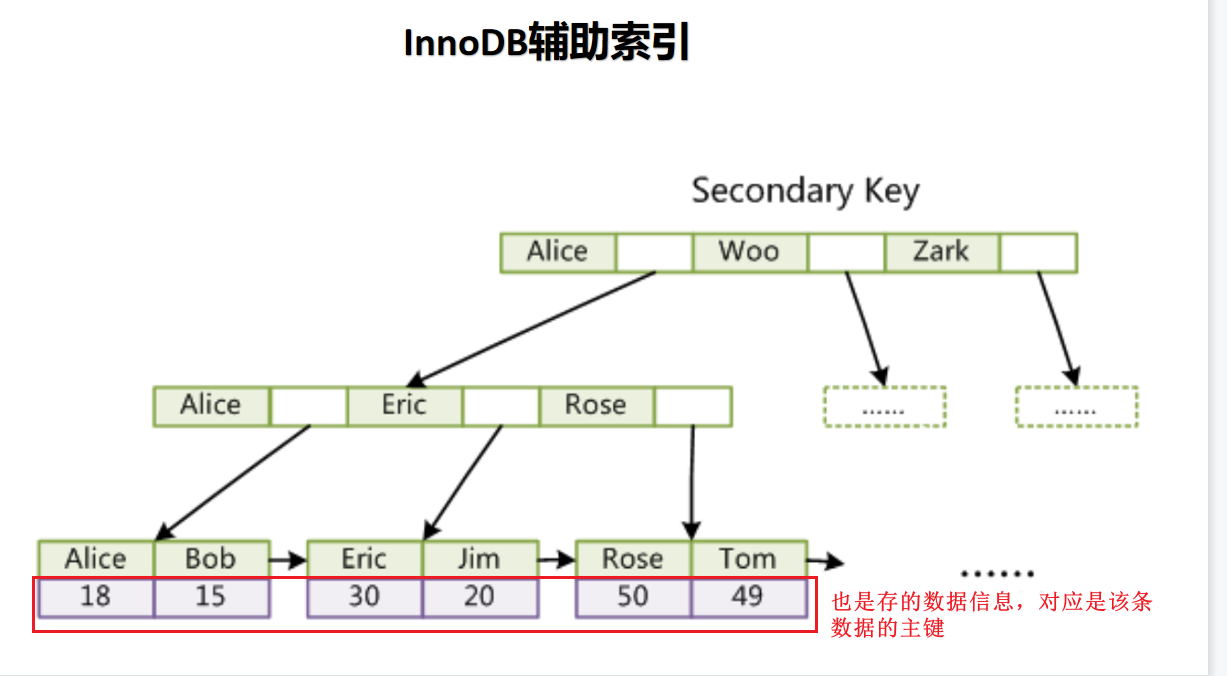 InnoDB辅助索引
Secondary Key
Alice Woo Zark
Alice Eric Rose
...... ......
Alice Bob Eric Jim Rose Tom
......
18 15 30 20 50 49
也是存的数据信息，对应是该条
数据的主键